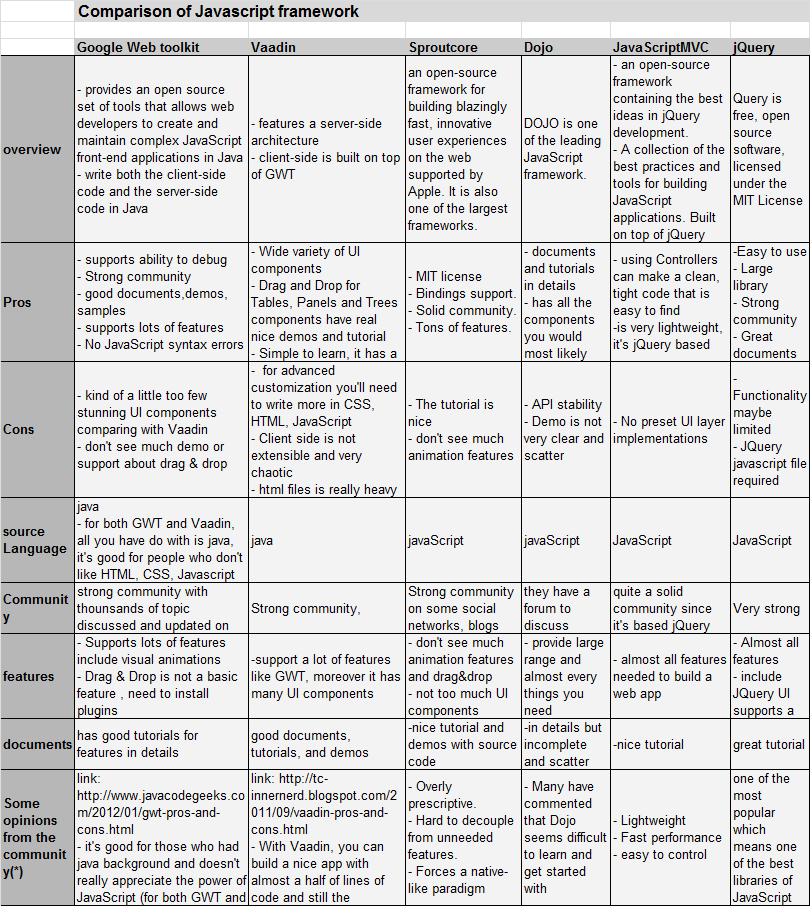 Comparison of Javascript framework
Google Web toolkit
Vaadin
Sproutcore
Dojo
JavaScriptMVC
jQuery
overview
- provides an open source
set of tools that allows web
developers to create and
maintain complex JavaScript
front-end applications in Java
- write both the client-side
code and the server-side
code in Java
- features a server-side
architecture
- client-side is built on top
of GWT
an open-source
framework for
building blazingly
fast, innovative
user experiences
on the web
supported by
Apple. It is also
one of the largest
frameworks.
DOJO is one
of the leading
JavaScript
framework.
- an open-source
framework
containing the best
ideas in jQuery
development.
- A collection of the
best practices and
tools for building
JavaScript
applications. Built
on top of jQuery
Query is
free, open
source
software,
licensed
under the
MIT License
Pros
- supports ability to debug
- Strong community
- good documents,demos,
samples
- supports lots of features
- No JavaScript syntax errors
- Wide variety of UI
components
- Drag and Drop for
Tables, Panels and Trees
components have real
nice demos and tutorial
- Simple to learn, it has a
- MIT license
- Bindings support.
- Solid community.
- Tons of features.
- documents
and tutorials
in details
- has all the
components
you would
most likely
- using Controllers
can make a clean,
tight code that is
easy to find
-is very lightweight,
it's jQuery based
-Easy to use
- Large
library
- Strong
community
- Great
documents
Cons
- kind of a little too few
stunning UI components
comparing with Vaadin
- don't see much demo or
support about drag & drop
- for advanced
customization you'll need
to write more in CSS,
HTML, JavaScript
- Client side is not
extensible and very
chaotic
- html files is really heavy
- The tutorial is
nice
- don't see much
animation features
- API stability
- Demo is not
very clear and
scatter
- No preset UI layer
implementations
-
Functionality
maybe
limited
- JQuery
javascript file
required
source
Language
java
- for both GWT and Vaadin,
all you have do with is java,
it's good for people who don't
like HTML, CSS, Javascript
java
javaScript
javaScript
JavaScript
JavaScript
Communit
y
strong community with
thounsands of topic
discussed and updated on
Strong community,
Strong community
on some social
networks, blogs
they have a
forum to
discuss
quite a solid
community since
it's based jQuery
Very strong
features
- Supports lots of features
include visual animations
- Drag & Drop is not a basic
feature , need to install
plugins
-support a lot of features
like GWT, moreover it has
many UI components
- don't see much
animation features
and drag&drop
- not too much UI
components
- provide large
range and
almost every
things you
need
- almost all features
needed to build a
web app
- Almost all
features
- include
JQuery UI
supports a
documents
has good tutorials for
features in details
good documents,
tutorials, and demos
-nice tutorial and
demos with source
code
-in details but
incomplete
and scatter
-nice tutorial
great tutorial
Some
opinions
from the
communit
y(*)
link:
http://www.javacodegeeks.co
m/2012/01/gwt-pros-and-
cons.html
- it's good for those who had
java background and doesn't
really appreciate the power of
JavaScript (for both GWT and
link: http://tc-
innernerd.blogspot.com/2
011/09/vaadin-pros-and-
cons.html
- With Vaadin, you can
build a nice app with
almost a half of lines of
code and still the
- Overly
prescriptive.
- Hard to decouple
from unneeded
features.
- Forces a native-
like paradigm
- Many have
commented
that Dojo
seems difficult
to learn and
get started
with
- Lightweight
- Fast performance
- easy to control
one of the
most
popular
which
means one
of the best
libraries of
JavaScript